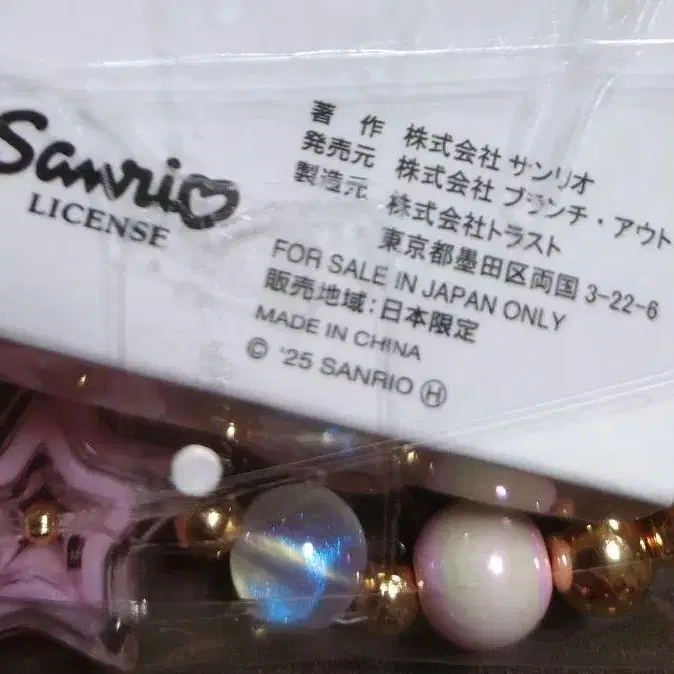 Sanrio
LICENSE
著 作 株式会社 サンリオ
発売元 株式会社 ブランチ・アウト
製造元 株式会社トラスト
東京都墨田区両国 3-22-6
FOR SALE IN JAPAN ONLY
販売地域：日本限定
MADE IN CHINA
© '25 SANRIO Ⓗ